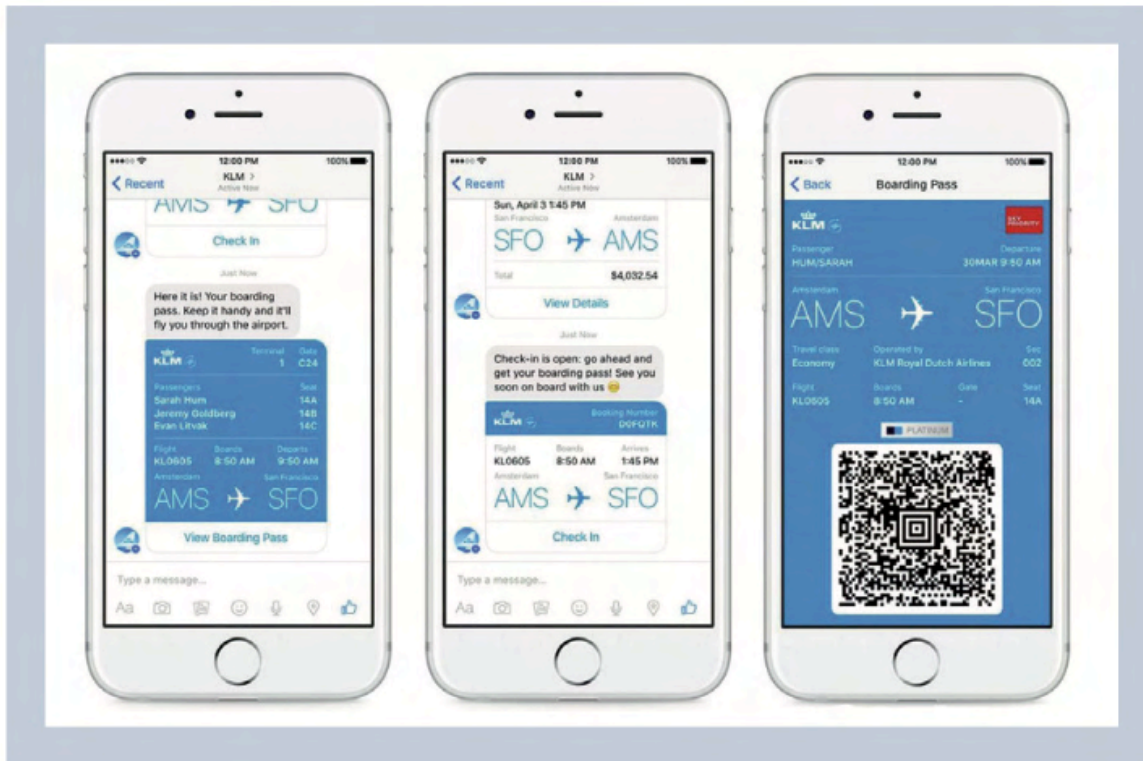 12:00 PM 100%
Recent KLM
Active Now
AMS SFO
Check In
Just Now
Here it is! Your boarding
pass. Keep it handy and it'll
fly you through the airport.
KLM Terminal Gate
1 C24
Passengers Seat
Sarah Hum 14A
Jeremy Goldberg 14B
Evan Litvak 14C
Flight Boards Departs
KL0605 8:50 AM 9:50 AM
Amsterdam San Francisco
AMS SFO
View Boarding Pass
Type a message...
Aa
12:00 PM 100%
Recent KLM
Active Now
Sun, April 3 1:45 PM
San Francisco Amsterdam
SFO AMS
Total $4,032.54
View Details
Just Now
Check-in is open: go ahead and
get your boarding pass! See you
soon on board with us
KLM Booking Number
Flight Boards Arrives
KL0605 8:50 AM 1:45 PM
Amsterdam San Francisco
AMS SFO
Check In
Type a message...
Aa
12:00 PM 100%
Back Boarding Pass
KLM SKY
PRIORITY
Passenger Departure
HUM/SARAH 30MAR 9:50 AM
Amsterdam San Francisco
AMS SFO
Travel class Operated by Sec
Economy KLM Royal Dutch Airlines 002
Flight Boards Gate Seat
KL0605 8:50 AM - 14A
PLATINUM